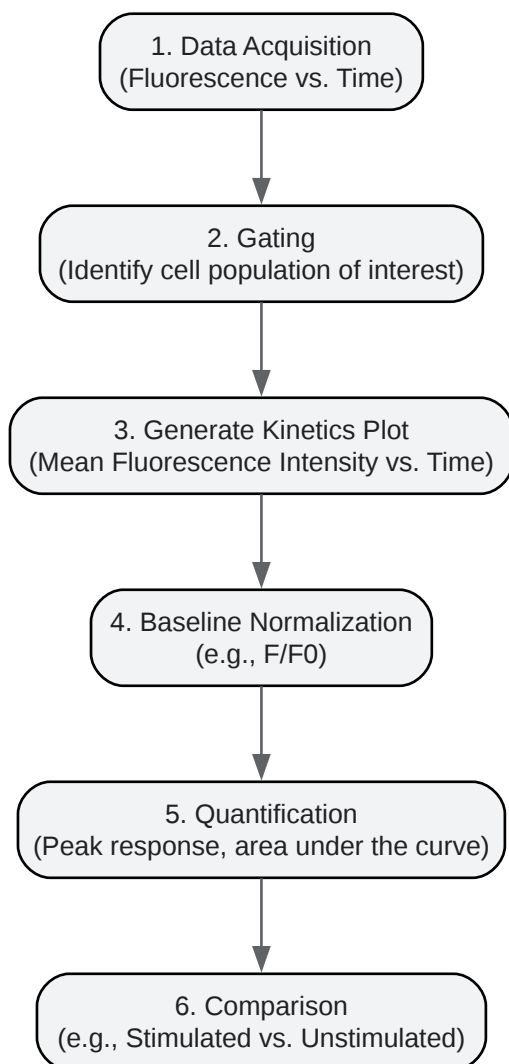 1. Data Acquisition
(Fluorescence vs. Time)
2. Gating
(Identify cell population of interest)
3. Generate Kinetics Plot
(Mean Fluorescence Intensity vs. Time)
4. Baseline Normalization
(e.g., F/F0)
5. Quantification
(Peak response, area under the curve)
6. Comparison
(e.g., Stimulated vs. Unstimulated)